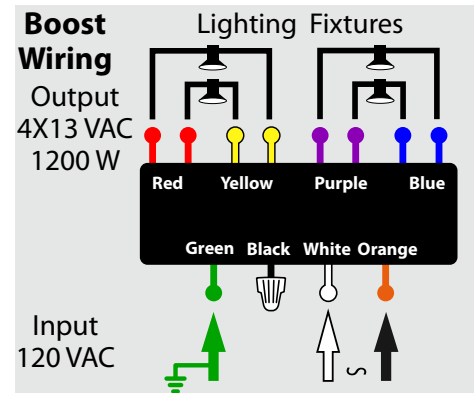 Boost Wiring
Lighting Fixtures
Output
4X13 VAC
1200 W
Red Yellow Purple Blue
Green Black White Orange
Input
120 VAC